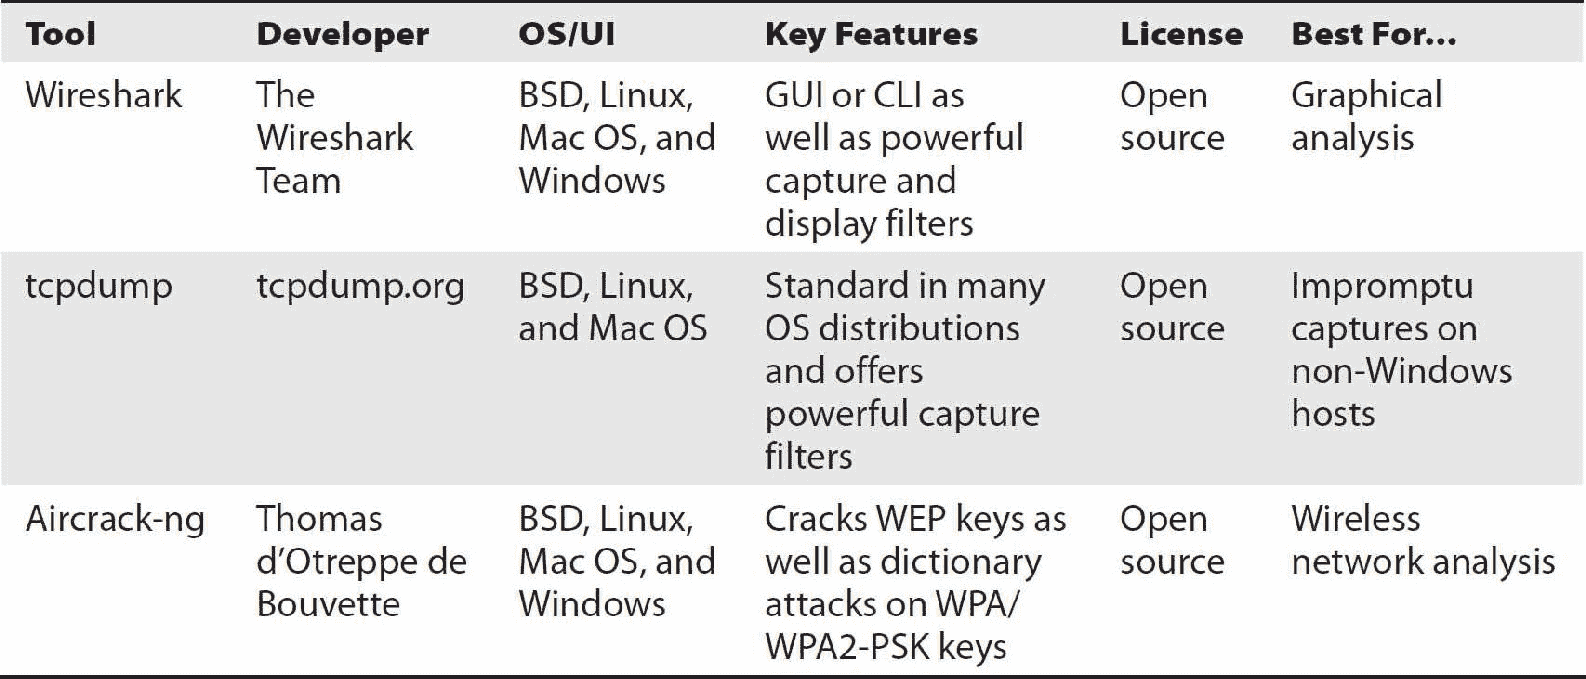 Tool Developer OS/UI Key Features License Best For...
Wireshark The BSD, Linux, GUI or CLI as Open Graphical
Wireshark Mac OS, and well as powerful source analysis
Team Windows capture and
display filters
tcpdump tcpdump.org BSD, Linux, Standard in many Open Impromptu
and Mac OS OS distributions source captures on
and offers non-Windows
powerful capture hosts
filters
Aircrack-ng Thomas BSD, Linux, Cracks WEP keys as Open Wireless
d’Otreppe de Mac OS, and well as dictionary source network analysis
Bouvette Windows attacks on WPA/
WPA2-PSK keys